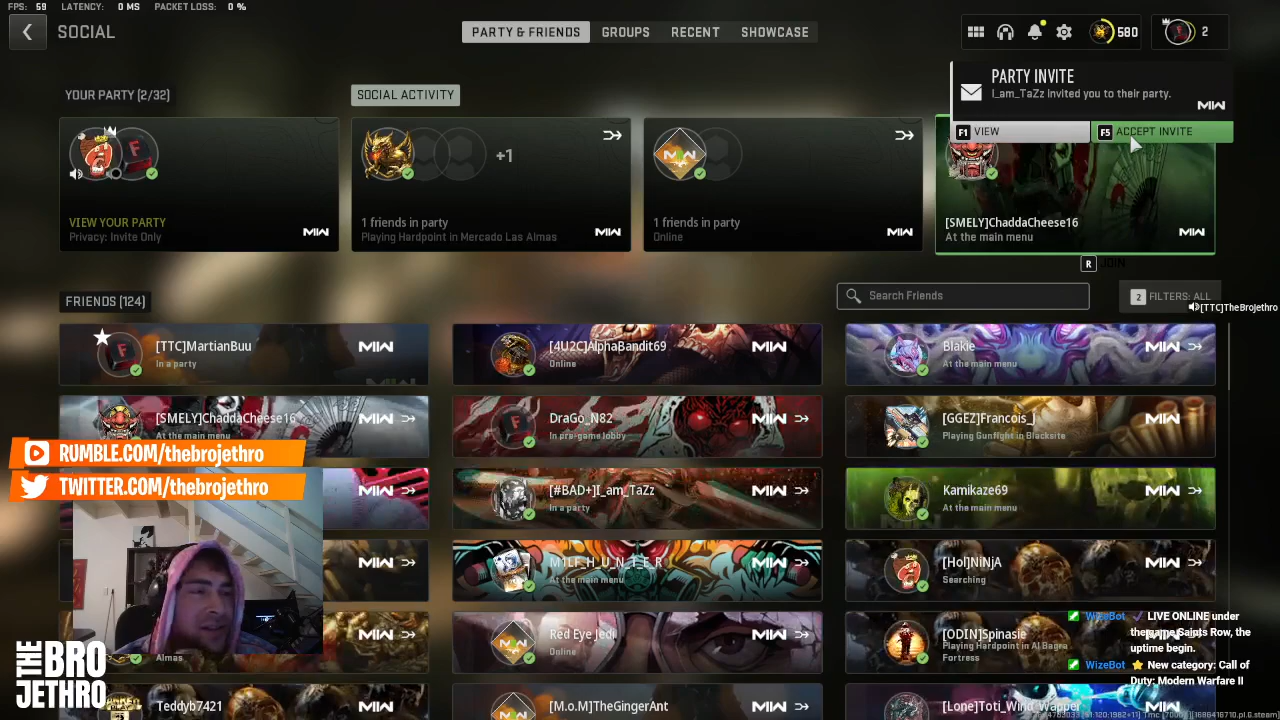 FPS: 59 LATENCY: 0 MS PACKET LOSS: 0 %
SOCIAL
PARTY & FRIENDS GROUPS RECENT SHOWCASE
580
2
PARTY INVITE
I_am_TaZz invited you to their party.
F1 VIEW
F5 ACCEPT INVITE
YOUR PARTY (2/32)
SOCIAL ACTIVITY
VIEW YOUR PARTY
Privacy: Invite Only
+1
1 friends in party
Playing Hardpoint in Mercado Las Almas
1 friends in party
Online
[SMELY]ChaddaCheese16
At the main menu
R JOIN
FRIENDS (124)
Search Friends
2 FILTERS: ALL
[TTC]TheBroJethro
[TTC]MartianBuu
In a party
[4U2C]AlphaBandit69
Online
Blakie
At the main menu
[SMELY]ChaddaCheese16
At the main menu
DraGo_N82
In pre-game lobby
[GGEZ]Francois_J
Playing Gunfight in Blacksite
RUMBLE.COM/thebrojethro
TWITTER.COM/thebrojethro
[#BAD+]I_am_TaZz
In a party
Kamikaze69
At the main menu
M1LF_H_U_N_T_E_R
At the main menu
[Hol]NiNjA
Searching
Almas
Red Eye Jedi
Online
[ODIN]Spinasie
Playing Hardpoint in Al Bagra
Fortress
WizeBot LIVE ONLINE under
the game Saints Row, the
uptime begin.
WizeBot New category: Call of
Duty: Modern Warfare II
THE BRO
JETHRO
Teddyb7421
[M.o.M]TheGingerAnt
[Lone]Toti_Wind_Wapper